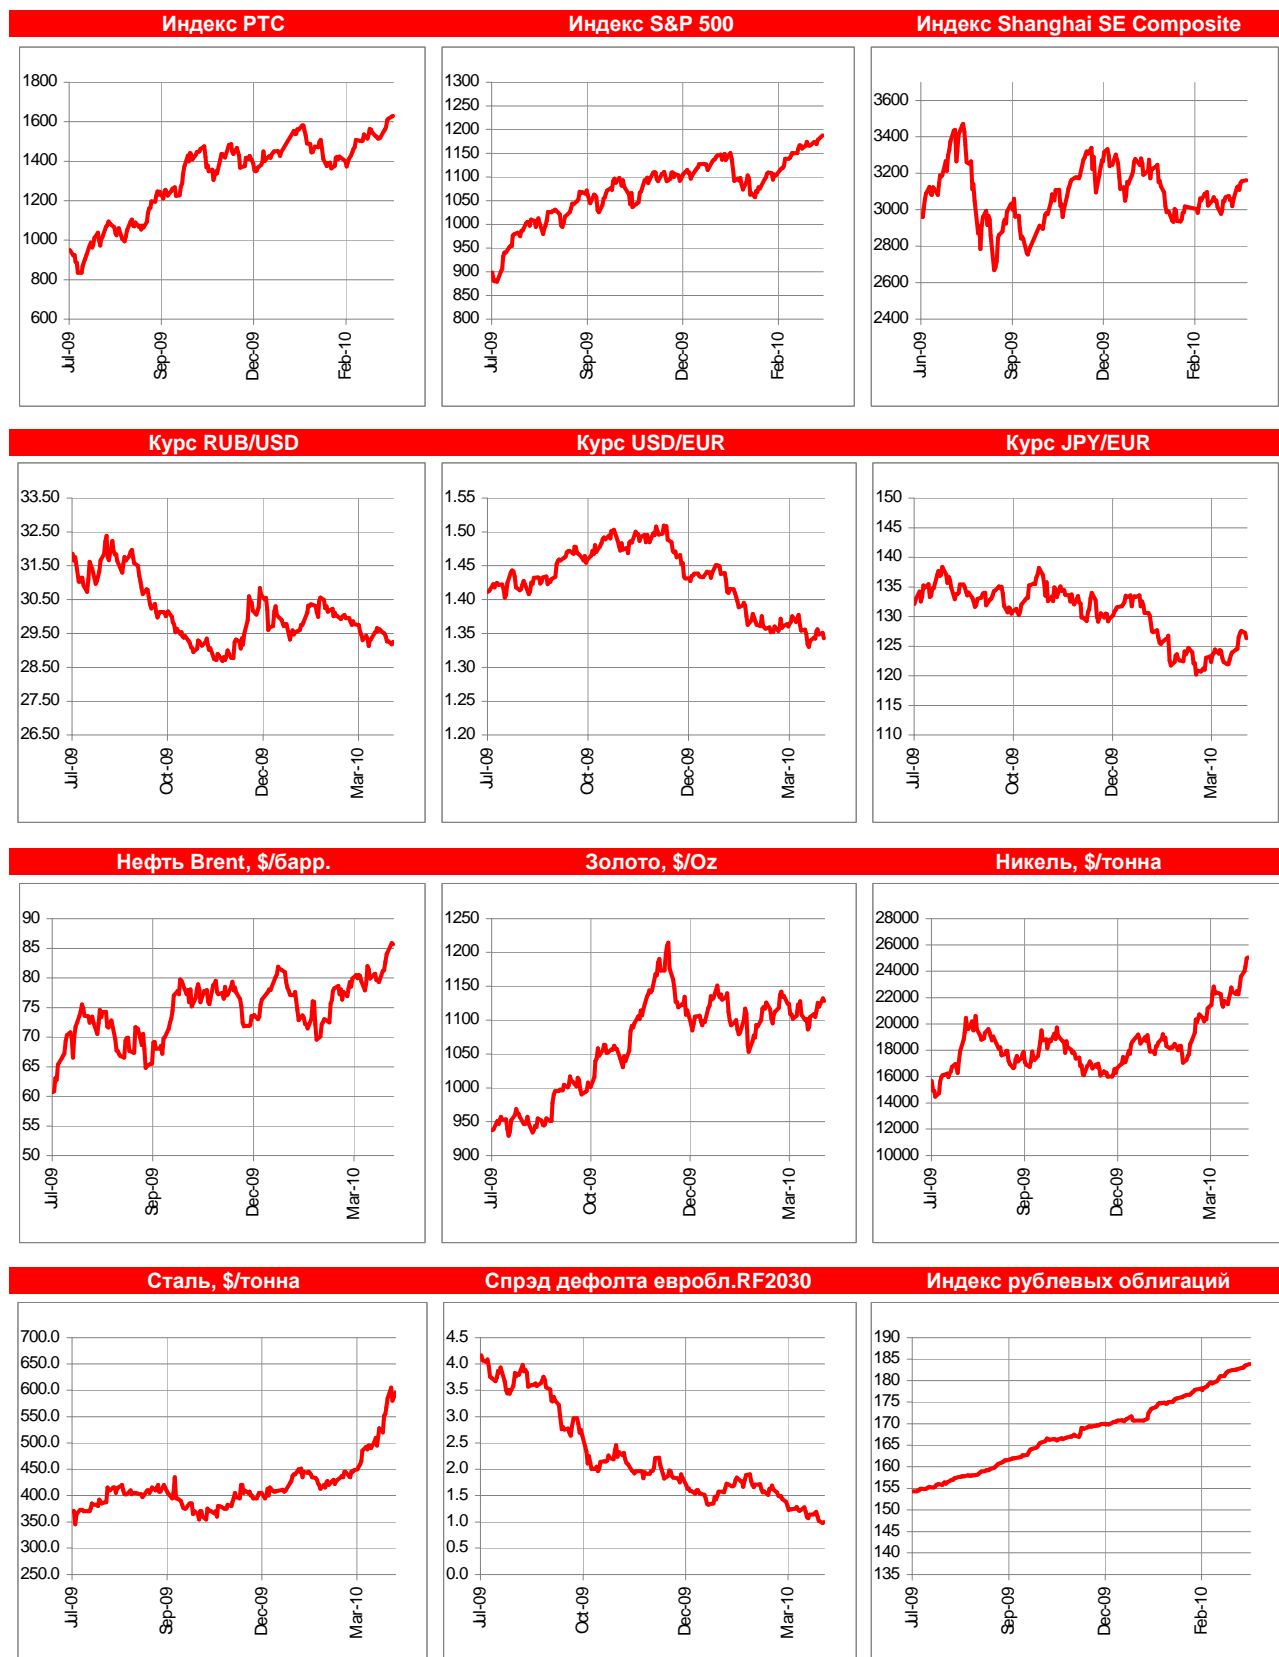 Индекс РТС
1800
1600
1400
1200
1000
800
600
Jul-09
Sep-09
Dec-09
Feb-10
Индекс S&P 500
1300
1250
1200
1150
1100
1050
1000
950
900
850
800
Jul-09
Sep-09
Dec-09
Feb-10
Индекс Shanghai SE Composite
3600
3400
3200
3000
2800
2600
2400
Jun-09
Sep-09
Dec-09
Feb-10
Курс RUB/USD
33.50
32.50
31.50
30.50
29.50
28.50
27.50
26.50
Jul-09
Oct-09
Dec-09
Mar-10
Курс USD/EUR
1.55
1.50
1.45
1.40
1.35
1.30
1.25
1.20
Jul-09
Oct-09
Dec-09
Mar-10
Курс JPY/EUR
150
145
140
135
130
125
120
115
110
Jul-09
Oct-09
Dec-09
Mar-10
Нефть Brent, $/барр.
90
85
80
75
70
65
60
55
50
Jul-09
Sep-09
Dec-09
Mar-10
Золото, $/Oz
1250
1200
1150
1100
1050
1000
950
900
Jul-09
Oct-09
Dec-09
Mar-10
Никель, $/тонна
28000
26000
24000
22000
20000
18000
16000
14000
12000
10000
Jul-09
Sep-09
Dec-09
Mar-10
Сталь, $/тонна
700.0
650.0
600.0
550.0
500.0
450.0
400.0
350.0
300.0
250.0
Jul-09
Sep-09
Dec-09
Mar-10
Спрэд дефолта евробл.RF2030
4.5
4.0
3.5
3.0
2.5
2.0
1.5
1.0
0.5
0.0
Jul-09
Oct-09
Dec-09
Mar-10
Индекс рублевых облигаций
190
185
180
175
170
165
160
155
150
145
140
135
Jul-09
Sep-09
Dec-09
Feb-10